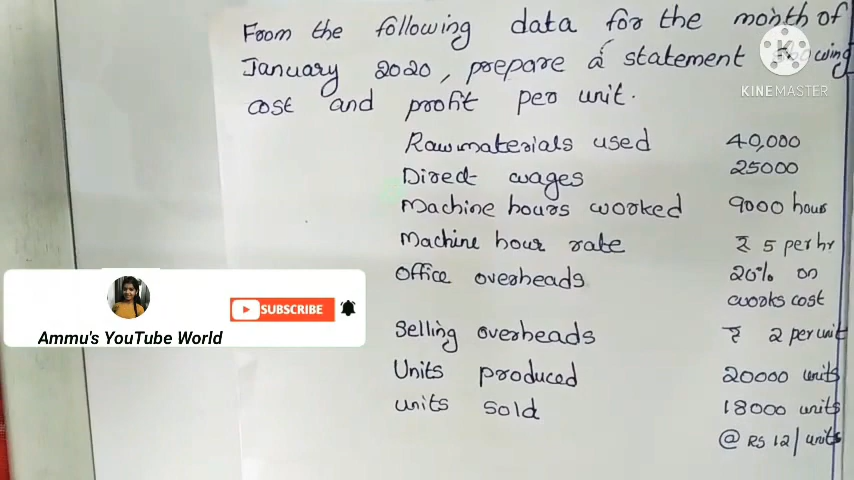 From the following data for the month of
January 2020, prepare a statement
cost and profit per unit.
KINEMASTER
Raw materials used 40,000
Direct wages 25000
Machine hours worked 9000 hour
Machine hour rate ₹ 5 per hr
Office overheads 20% on
works cost
SUBSCRIBE
Ammu's YouTube World
Selling overheads ₹ 2 per unit
Units produced 20000 units
units sold 18000 units
@ RS 12/units